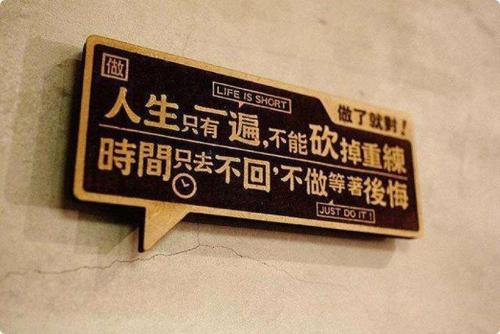 做
LIFE IS SHORT
做了就對！
人生只有一遍,不能砍掉重練
時間只去不回,不做等著後悔
JUST DO IT！